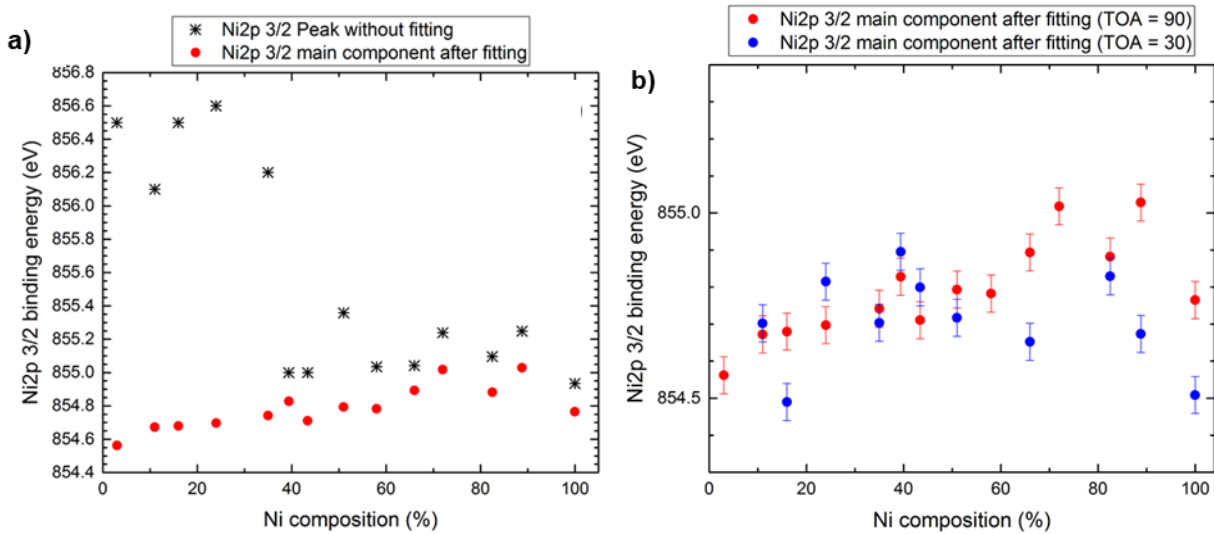 a)
Ni2p 3/2 Peak without fitting
Ni2p 3/2 main component after fitting
856.8
856.6
856.4
856.2
856.0
855.8
855.6
855.4
855.2
855.0
854.8
854.6
854.4
Ni2p 3/2 binding energy (eV)
0 20 40 60 80 100
Ni composition (%)
b)
Ni2p 3/2 main component after fitting (TOA = 90)
Ni2p 3/2 main component after fitting (TOA = 30)
855.0
854.5
Ni2p 3/2 binding energy (eV)
0 20 40 60 80 100
Ni composition (%)